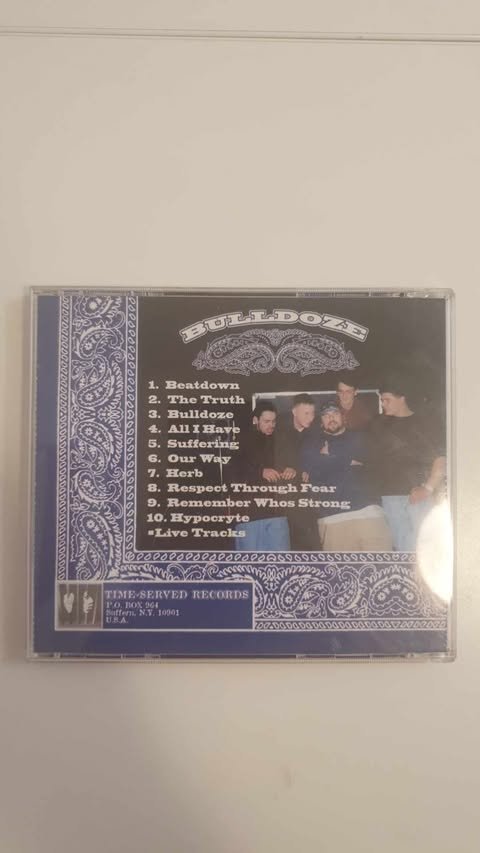 BULLDOZE
1. Beatdown
2. The Truth
3. Bulldoze
4. All I Have
5. Suffering
6. Our Way
7. Herb
8. Respect Through Fear
9. Remember Whos Strong
10. Hypocryte
*Live Tracks
TIME-SERVED RECORDS
P.O. BOX 964
Suffern, N.Y. 10901
U.S.A.